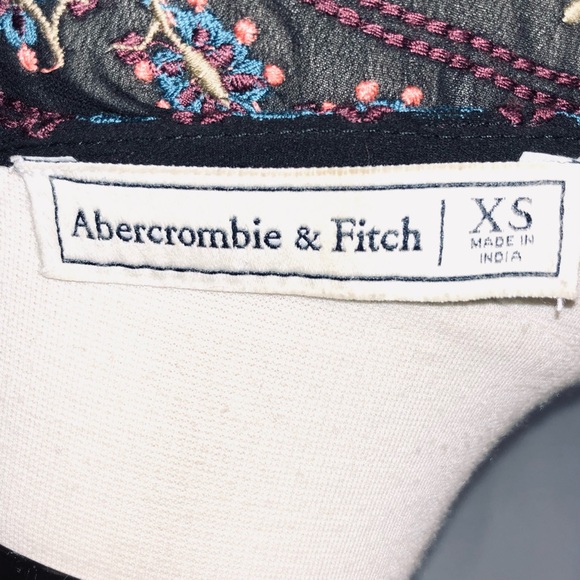 Abercrombie & Fitch
XS
MADE IN
INDIA